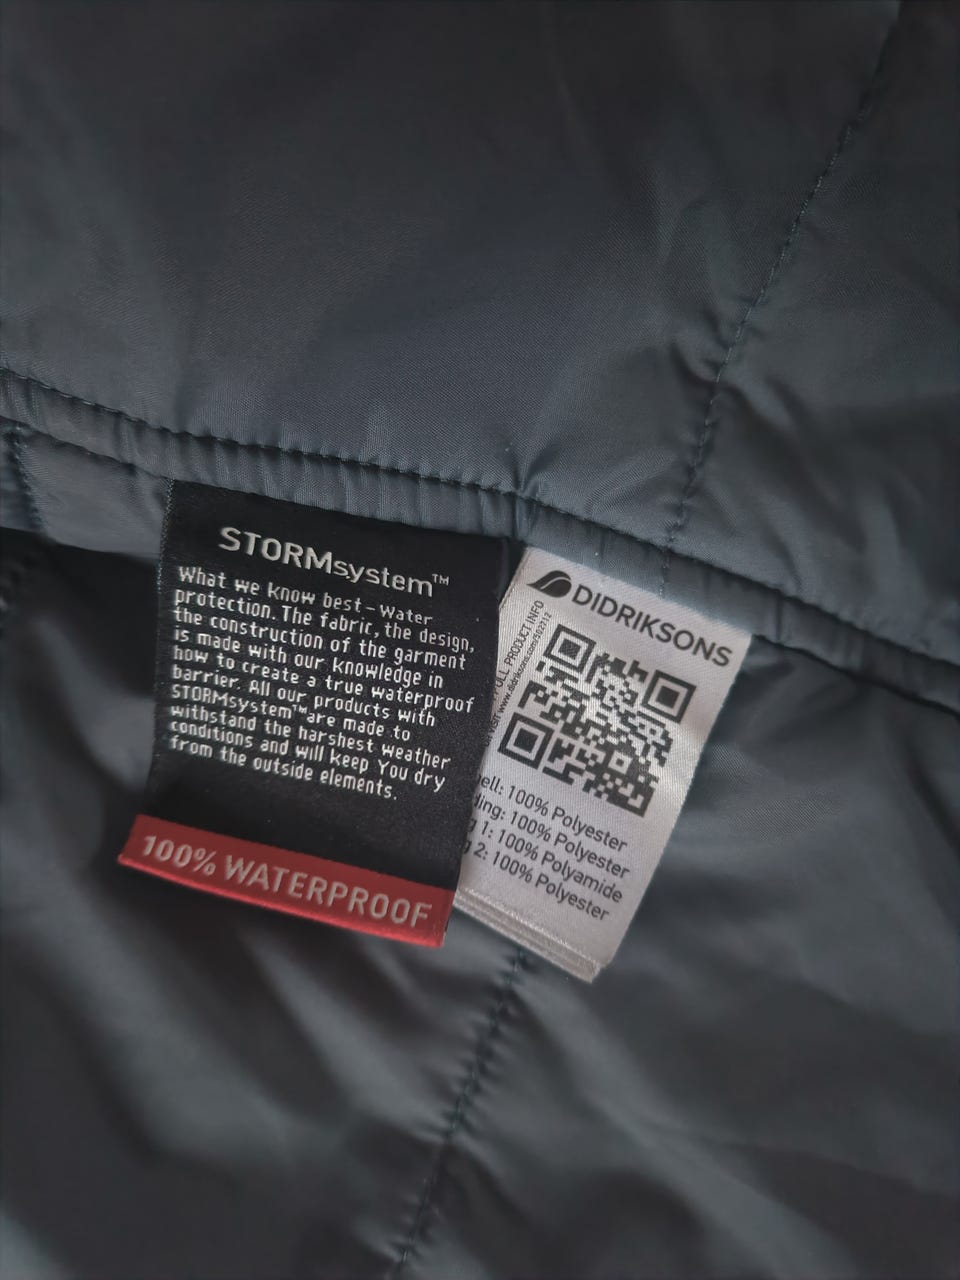 STORMsystem™
What we know best-Water
protection. The fabric, the design,
the construction of the garment
is made with our knowledge in
how to create a true waterproof
barrier. All our products with
STORMsystem™ are made to
withstand the harshest weather
conditions and will keep You dry
from the outside elements.
100% WATERPROOF
DIDRIKSONS
PRODUCT INFO
100% Polyester
100% Polyester
1: 100% Polyamide
2: 100% Polyester